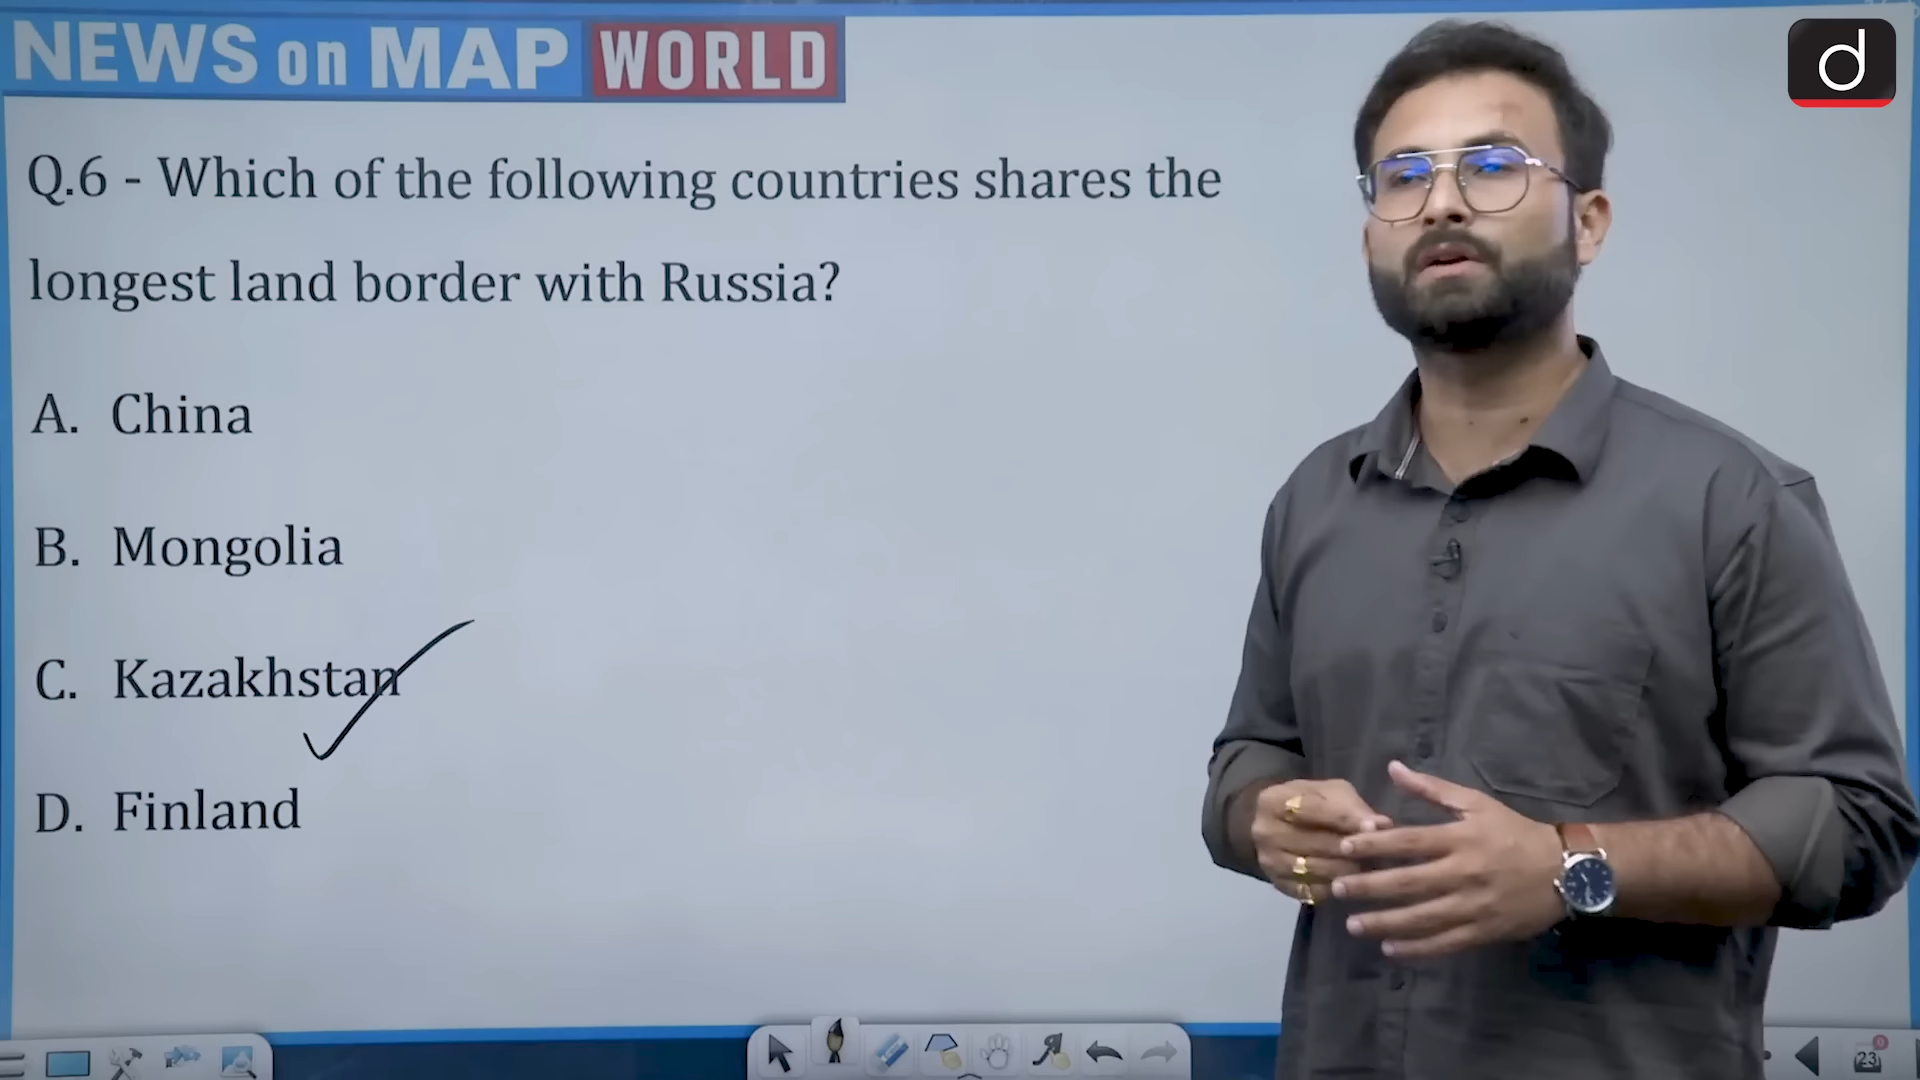 NEWS on MAP WORLD
d
Q.6 - Which of the following countries shares the
longest land border with Russia?
A. China
B. Mongolia
C. Kazakhstan
D. Finland
23